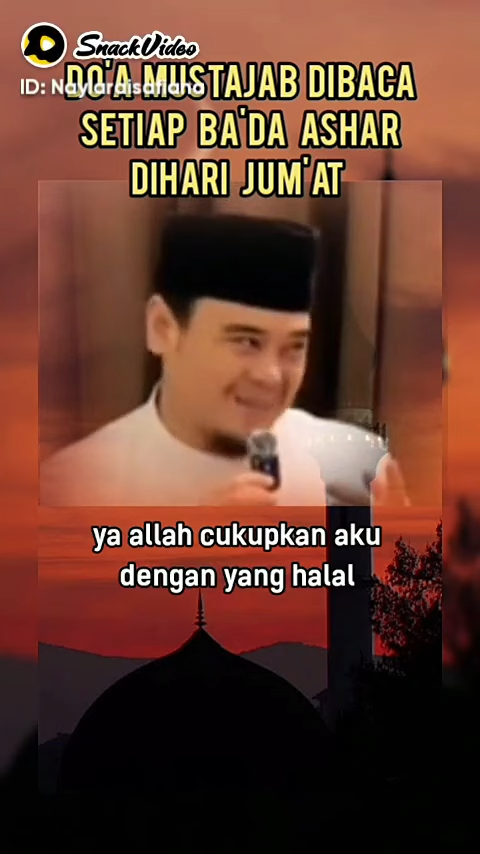 SnackVideo
ID: Naylardisafiana
DO'A MUSTAJAB DIBACA
SETIAP BA'DA ASHAR
DIHARI JUM'AT
ya allah cukupkan aku
dengan yang halal